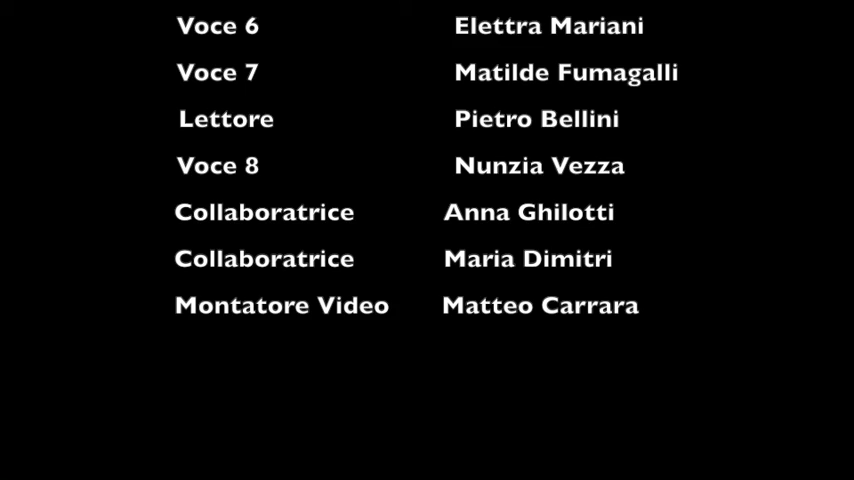 Voce 6 Elettra Mariani
Voce 7 Matilde Fumagalli
Lettore Pietro Bellini
Voce 8 Nunzia Vezza
Collaboratrice Anna Ghilotti
Collaboratrice Maria Dimitri
Montatore Video Matteo Carrara